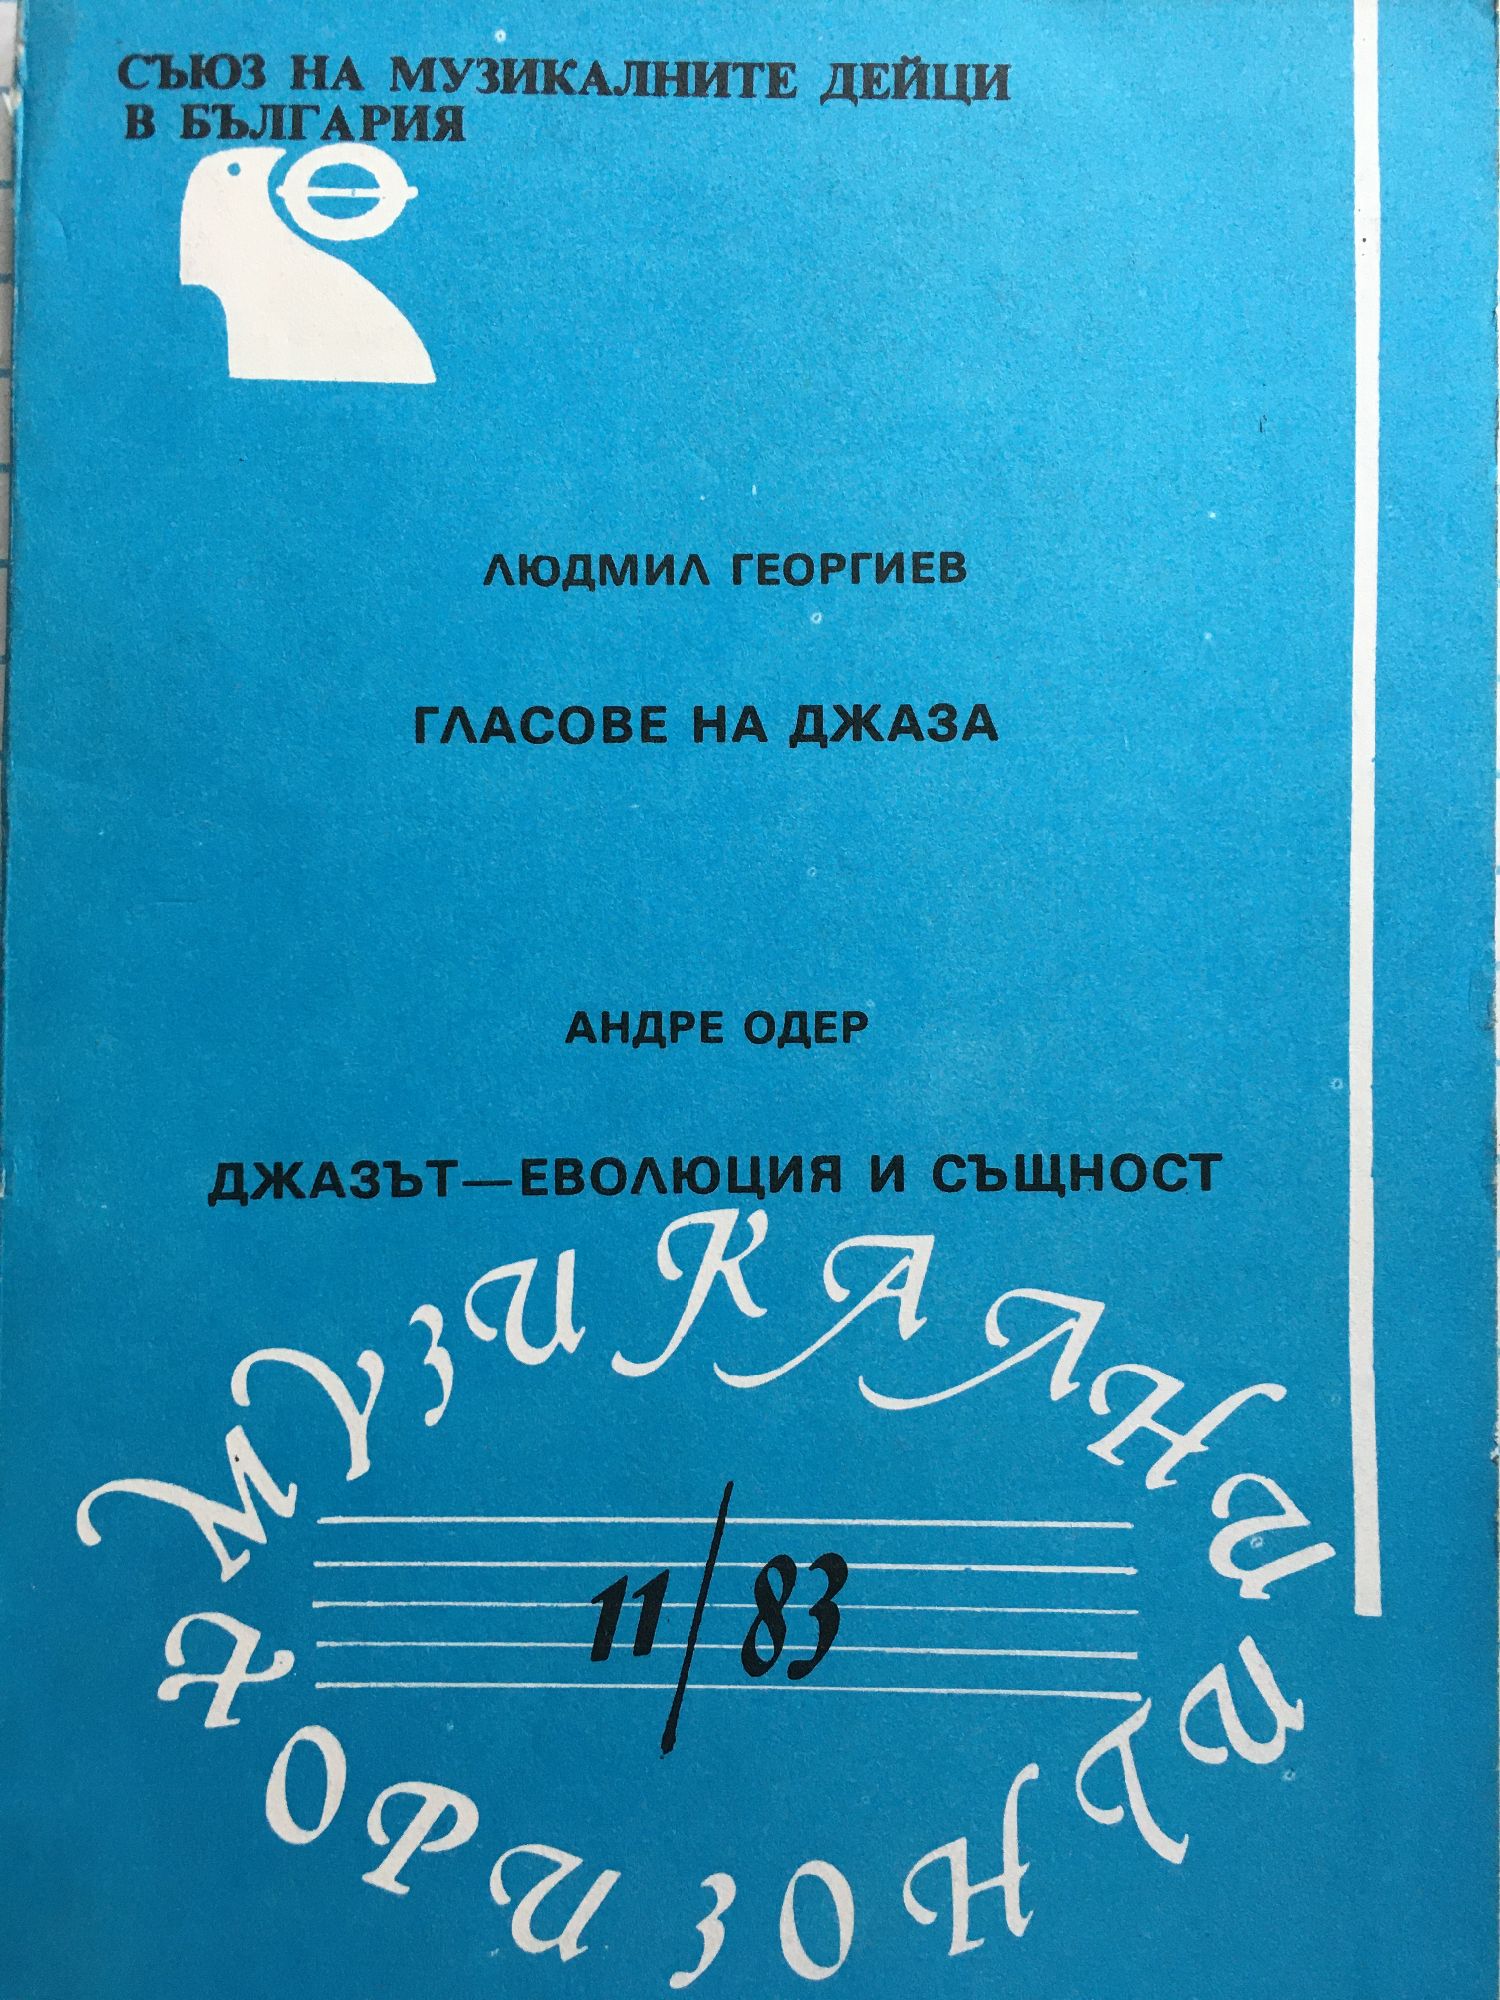 СЪЮЗ НА МУЗИКАЛНИТЕ ДЕЙЦИ
В БЪЛГАРИЯ
ЛЮДМИЛ ГЕОРГИЕВ
ГЛАСОВЕ НА ДЖАЗА
АНДРЕ ОДЕР
ДЖАЗЪТ—ЕВОЛЮЦИЯ И СЪЩНОСТ
МУЗИКАЛНИ
11/83
ХОРИЗОНТИ